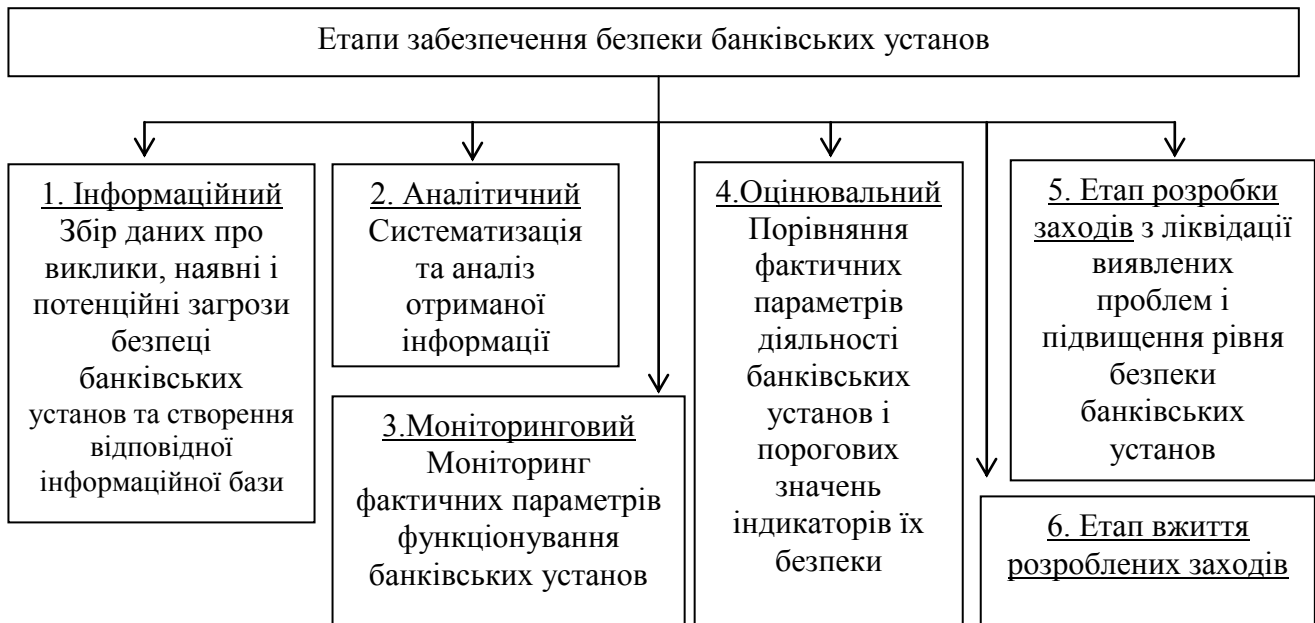 Етапи забезпечення безпеки банківських установ
1. Інформаційний
Збір даних про
виклики, наявні і
потенційні загрози
безпеці
банківських
установ та створення
відповідної
інформаційної бази
2. Аналітичний
Систематизація
та аналіз
отриманої
інформації
3.Моніторинговий
Моніторинг
фактичних параметрів
функціонування
банківських установ
4.Оцінювальний
Порівняння
фактичних
параметрів
діяльності
банківських
установ і
порогових
значень
індикаторів їх
безпеки
5. Етап розробки
заходів з ліквідації
виявлених
проблем і
підвищення рівня
безпеки
банківських
установ
6. Етап вжиття
розроблених заходів